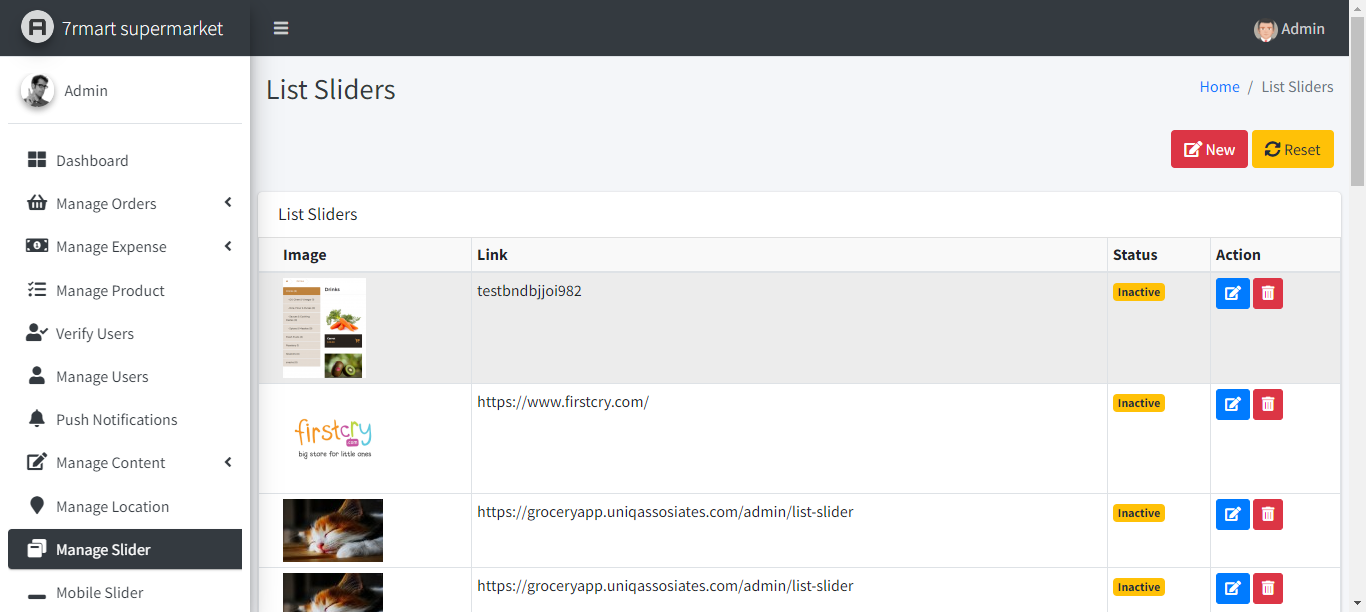 7rmart supermarket
Admin
Admin
List Sliders
Home / List Sliders
New
Reset
Dashboard
Manage Orders
Manage Expense
Manage Product
Verify Users
Manage Users
Push Notifications
Manage Content
Manage Location
Manage Slider
Mobile Slider
List Sliders
Image Link Status Action
Drinks
testbndbjjoi982 Inactive
firstcry
.com
big store for little ones
https://www.firstcry.com/ Inactive
https://groceryapp.uniqassosiates.com/admin/list-slider Inactive
https://groceryapp.uniqassosiates.com/admin/list-slider Inactive